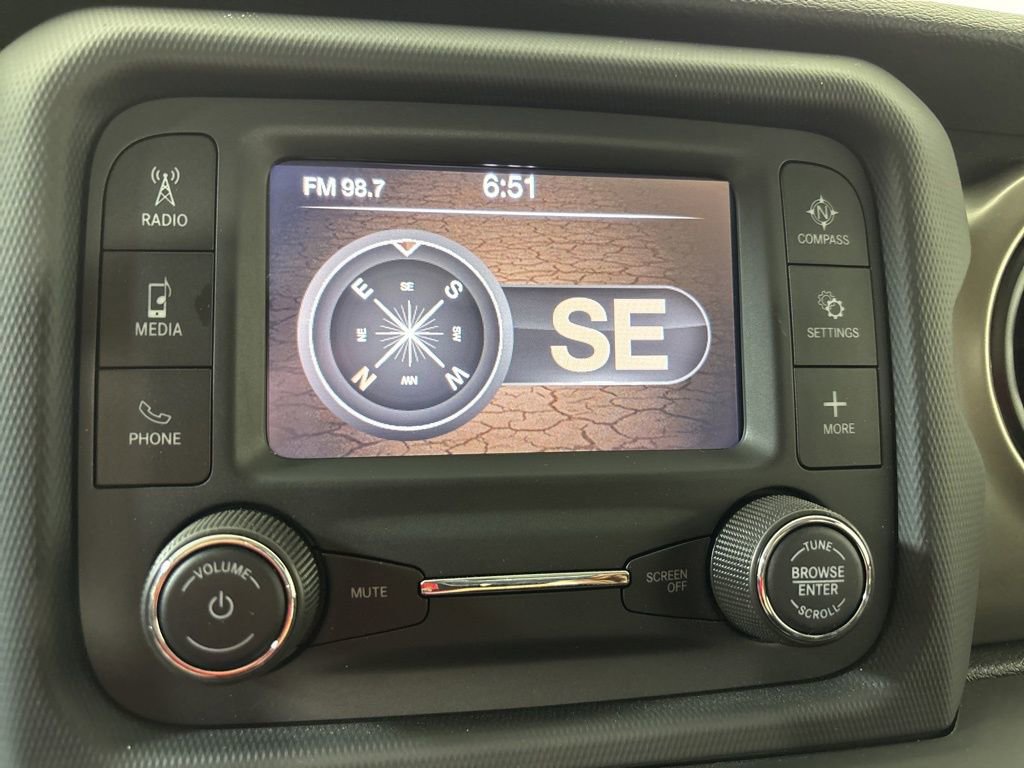 FM 98.7
6:51
RADIO
MEDIA
PHONE
SE
E
S
NE
SW
N
NW
W
SE
N
COMPASS
SETTINGS
MORE
VOLUME
MUTE
SCREEN
OFF
TUNE
BROWSE
ENTER
SCROLL